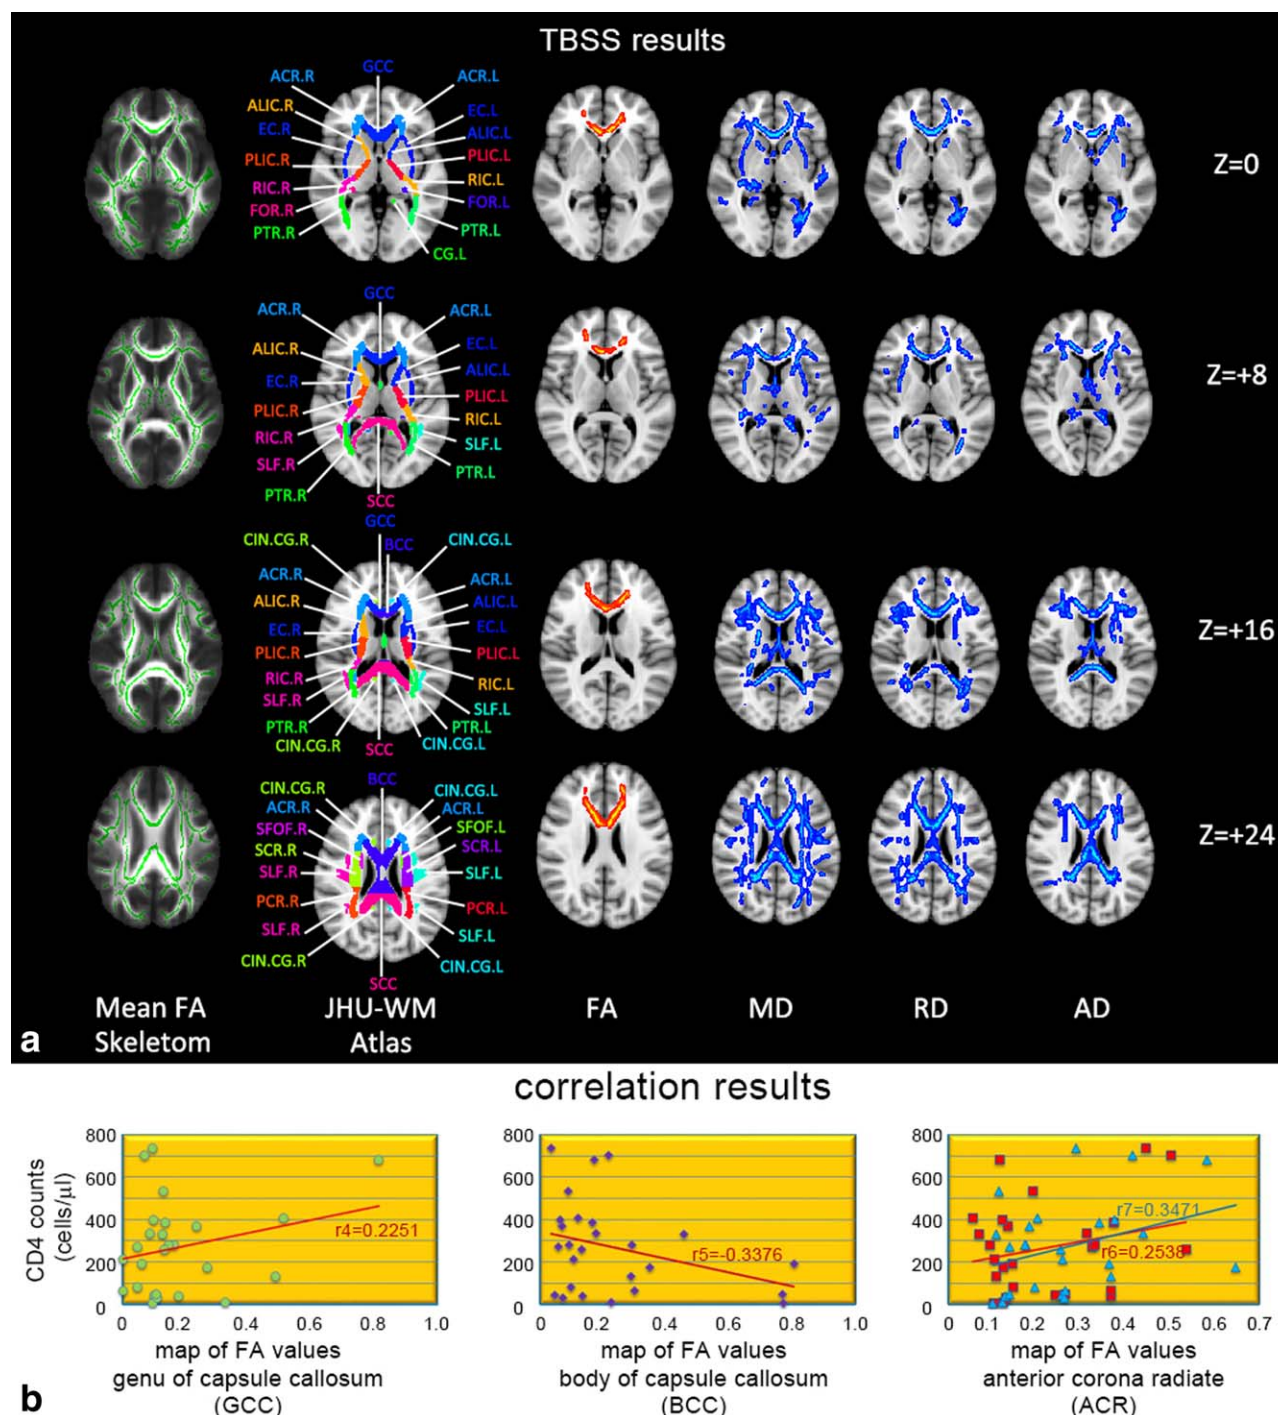 TBSS results
GCC
ACR.R
ACR.L
ALIC.R
EC.L
EC.R
ALIC.L
PLIC.R
PLIC.L
RIC.R
RIC.L
FOR.R
FOR.L
PTR.R
PTR.L
CG.L
Z=0
GCC
ACR.R
ACR.L
ALIC.R
EC.L
EC.R
ALIC.L
PLIC.R
PLIC.L
RIC.R
RIC.L
SLF.R
SLF.L
PTR.R
PTR.L
SCC
Z=+8
GCC
CIN.CG.R
BCC
CIN.CG.L
ACR.R
ACR.L
ALIC.R
ALIC.L
EC.R
EC.L
PLIC.R
PLIC.L
RIC.R
RIC.L
SLF.R
SLF.L
PTR.R
PTR.L
CIN.CG.R
SCC
CIN.CG.L
Z=+16
BCC
CIN.CG.R
CIN.CG.L
ACR.R
ACR.L
SFOF.R
SFOF.L
SCR.R
SCR.L
SLF.R
SLF.L
PCR.R
PCR.L
SLF.R
SLF.L
CIN.CG.R
CIN.CG.L
SCC
Z=+24
Mean FA
Skeletom
JHU-WM
Atlas
FA
MD
RD
AD
a
correlation results
CD4 counts
(cells/μl)
800
600
400
200
0
r4=0.2251
0 0.2 0.4 0.6 0.8 1.0
map of FA values
genu of capsule callosum
(GCC)
800
600
400
200
0
r5=-0.3376
0 0.2 0.4 0.6 0.8 1.0
map of FA values
body of capsule callosum
(BCC)
800
600
400
200
0
r7=0.3471
r6=0.2538
0 0.1 0.2 0.3 0.4 0.5 0.6 0.7
map of FA values
anterior corona radiate
(ACR)
b